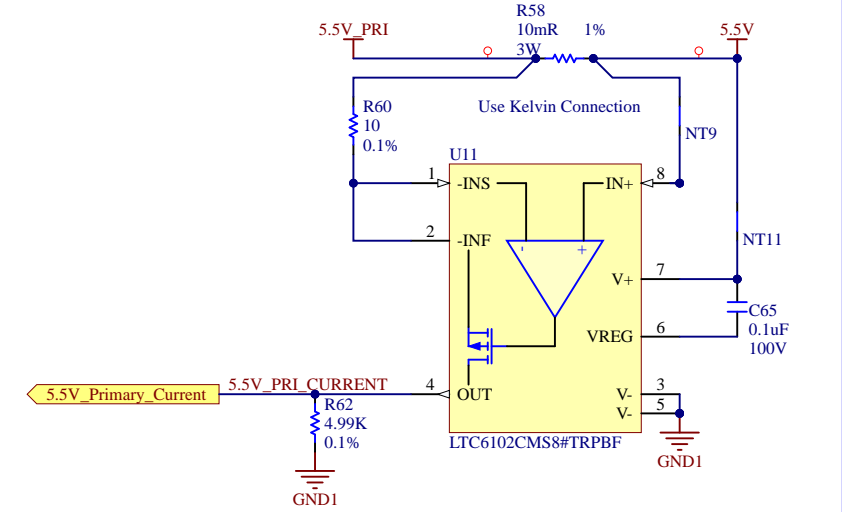 R58
5.5V_PRI
10mR
1%
5.5V
3W
R60
10
0.1%
Use Kelvin Connection
NT9
U11
1
-INS
IN+
8
2
-INF
-
+
NT11
V+
7
C65
0.1uF
100V
VREG
6
5.5V_Primary_Current
5.5V_PRI_CURRENT
4
OUT
V-
3
V-
5
R62
4.99K
0.1%
LTC6102CMS8#TRPBF
GND1
GND1